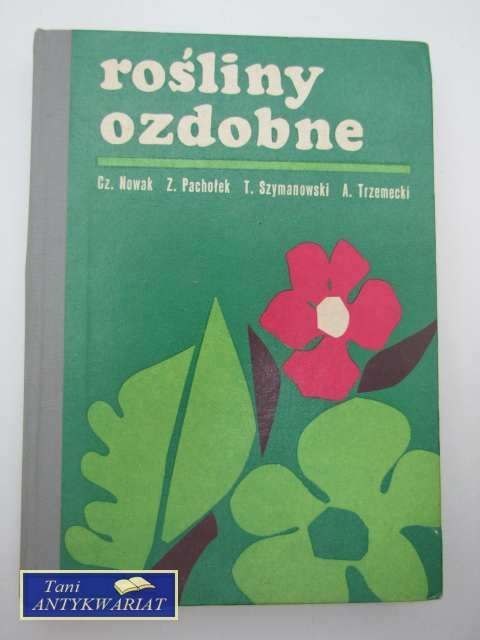 rośliny
ozdobne
Cz. Nowak Z. Pachołek T. Szymanowski A. Trzemecki
Tani
ANTYKWARIAT